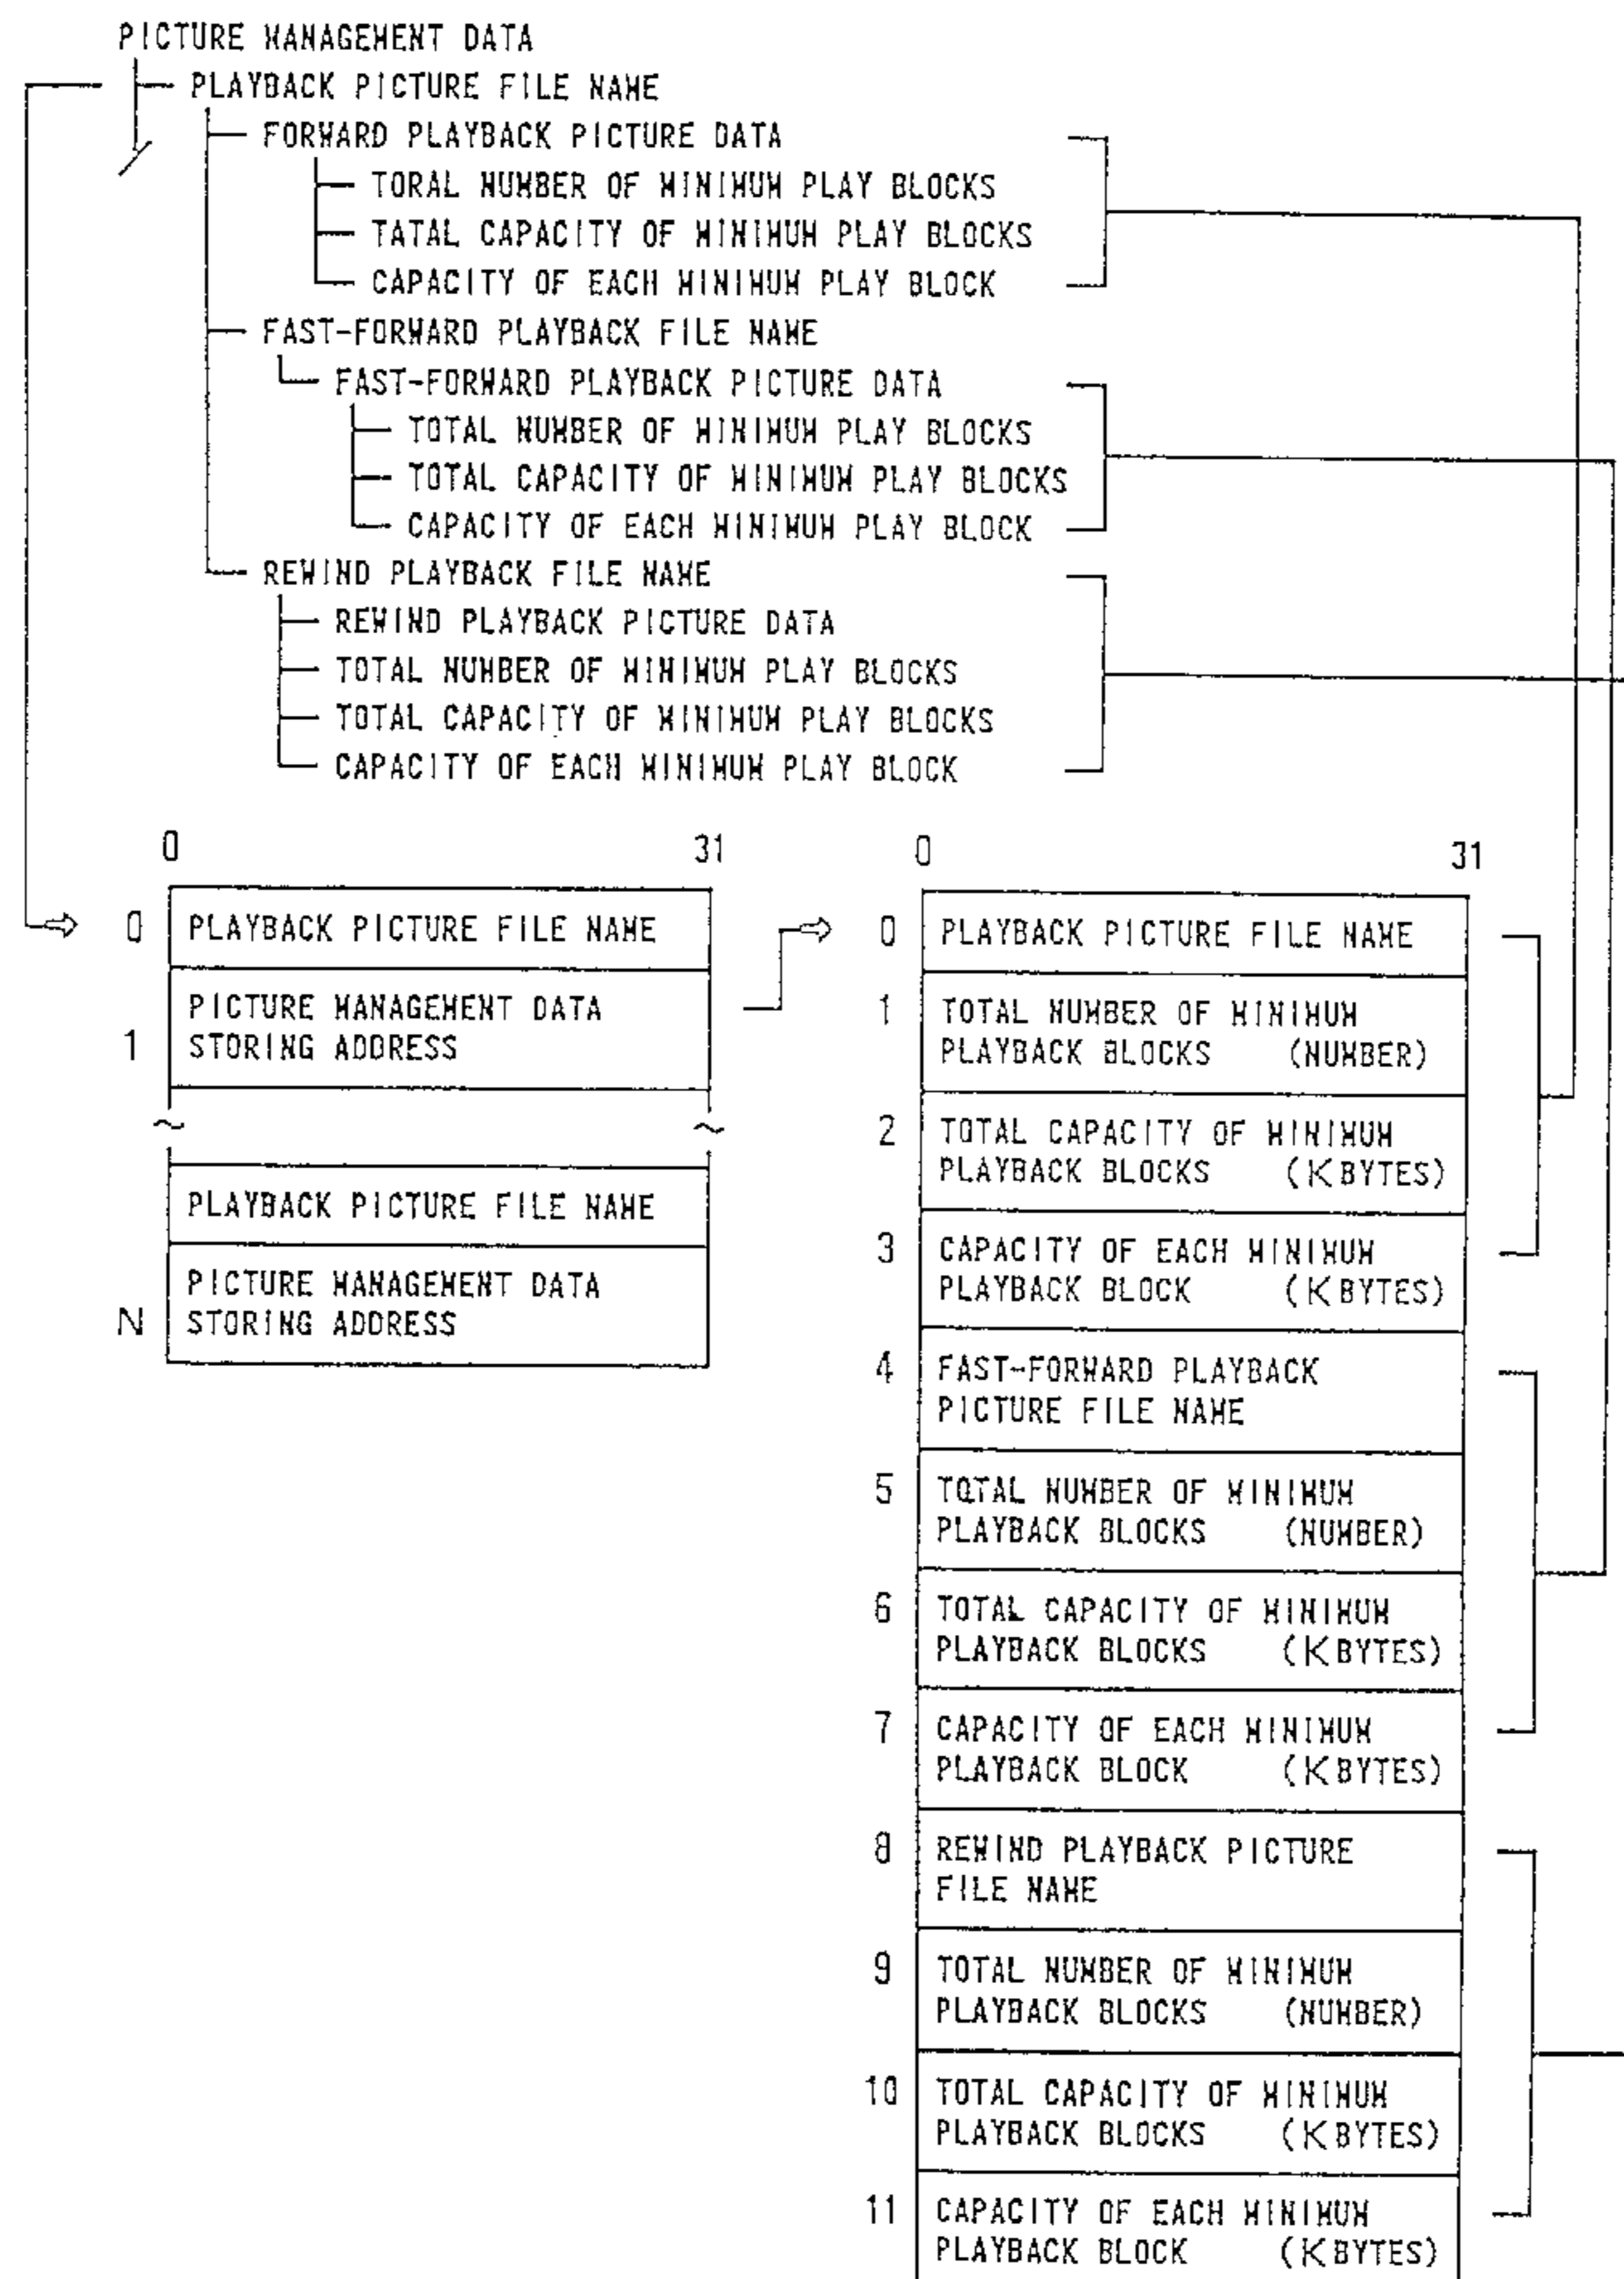 PICTURE MANAGEMENT DATA
PLAYBACK PICTURE FILE NAME
FORWARD PLAYBACK PICTURE DATA
TORAL NUMBER OF MINIMUM PLAY BLOCKS
TATAL CAPACITY OF MINIMUM PLAY BLOCKS
CAPACITY OF EACH MINIMUM PLAY BLOCK
FAST-FORWARD PLAYBACK FILE NAME
FAST-FORWARD PLAYBACK PICTURE DATA
TOTAL NUMBER OF MINIMUM PLAY BLOCKS
TOTAL CAPACITY OF MINIMUM PLAY BLOCKS
CAPACITY OF EACH MINIMUM PLAY BLOCK
REWIND PLAYBACK FILE NAME
REWIND PLAYBACK PICTURE DATA
TOTAL NUMBER OF MINIMUM PLAY BLOCKS
TOTAL CAPACITY OF MINIMUM PLAY BLOCKS
CAPACITY OF EACH MINIMUM PLAY BLOCK
0 31
0 PLAYBACK PICTURE FILE NAME
PICTURE MANAGEMENT DATA
1 STORING ADDRESS
PLAYBACK PICTURE FILE NAME
PICTURE MANAGEMENT DATA
N STORING ADDRESS
0 31
0 PLAYBACK PICTURE FILE NAME
1 TOTAL NUMBER OF MINIMUM
PLAYBACK BLOCKS (NUMBER)
2 TOTAL CAPACITY OF MINIMUM
PLAYBACK BLOCKS (KBYTES)
3 CAPACITY OF EACH MINIMUM
PLAYBACK BLOCK (KBYTES)
4 FAST-FORWARD PLAYBACK
PICTURE FILE NAME
5 TOTAL NUMBER OF MINIMUM
PLAYBACK BLOCKS (NUMBER)
6 TOTAL CAPACITY OF MINIMUM
PLAYBACK BLOCKS (KBYTES)
7 CAPACITY OF EACH MINIMUM
PLAYBACK BLOCK (KBYTES)
8 REWIND PLAYBACK PICTURE
FILE NAME
9 TOTAL NUMBER OF MINIMUM
PLAYBACK BLOCKS (NUMBER)
10 TOTAL CAPACITY OF MINIMUM
PLAYBACK BLOCKS (KBYTES)
11 CAPACITY OF EACH MINIMUM
PLAYBACK BLOCK (KBYTES)